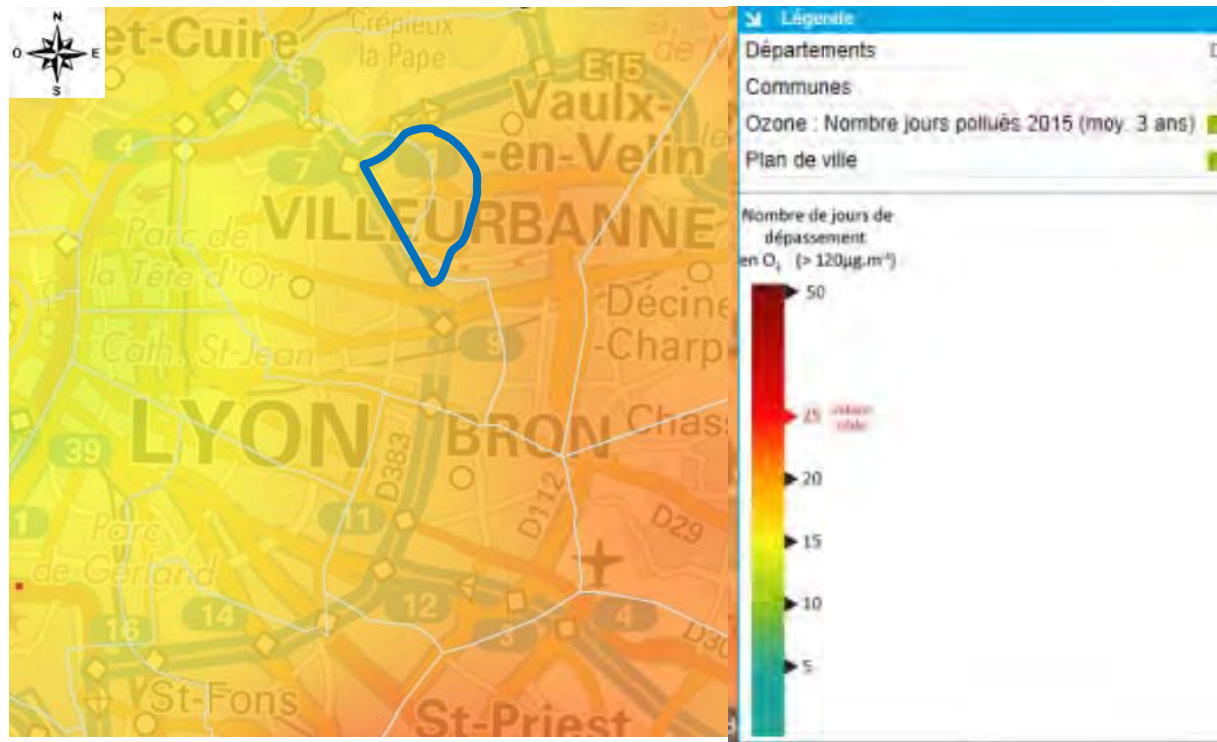 N
O
E
S
et-Cuire
Crépieux
la Pape
de M
5
E15
Vaulx-
-en-Velin
4
7
VILLEURBANNE
Parc de
la Tête d'Or
Décine
-Charp
9
Cath. St-Jean
LYON
BRON
Chas
39
D383
D112
1
11
Parc
de Gerland
D29
12
14
4
16
3
D30
St-Fons
St-Priest
Légende
Départements
Communes
Ozone : Nombre jours pollués 2015 (moy. 3 ans)
Plan de ville
Nombre de jours de
dépassement
en O₃ (> 120µg.m⁻³)
50
25
20
15
10
5